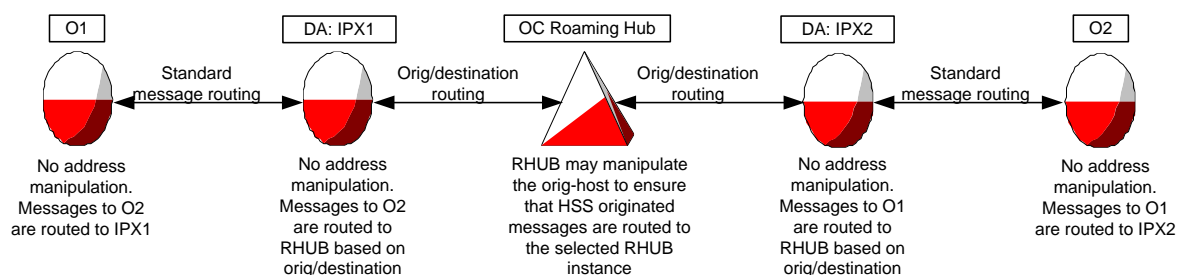 O1
DA: IPX1
OC Roaming Hub
DA: IPX2
O2
Standard
message routing
Orig/destination
routing
Orig/destination
routing
Standard
message routing
No address
manipulation.
Messages to O2
are routed to IPX1
No address
manipulation.
Messages to O2
are routed to
RHUB based on
orig/destination
RHUB may manipulate
the orig-host to ensure
that HSS originated
messages are routed to
the selected RHUB
instance
No address
manipulation.
Messages to O1
are routed to
RHUB based on
orig/destination
No address
manipulation.
Messages to O1
are routed to IPX2